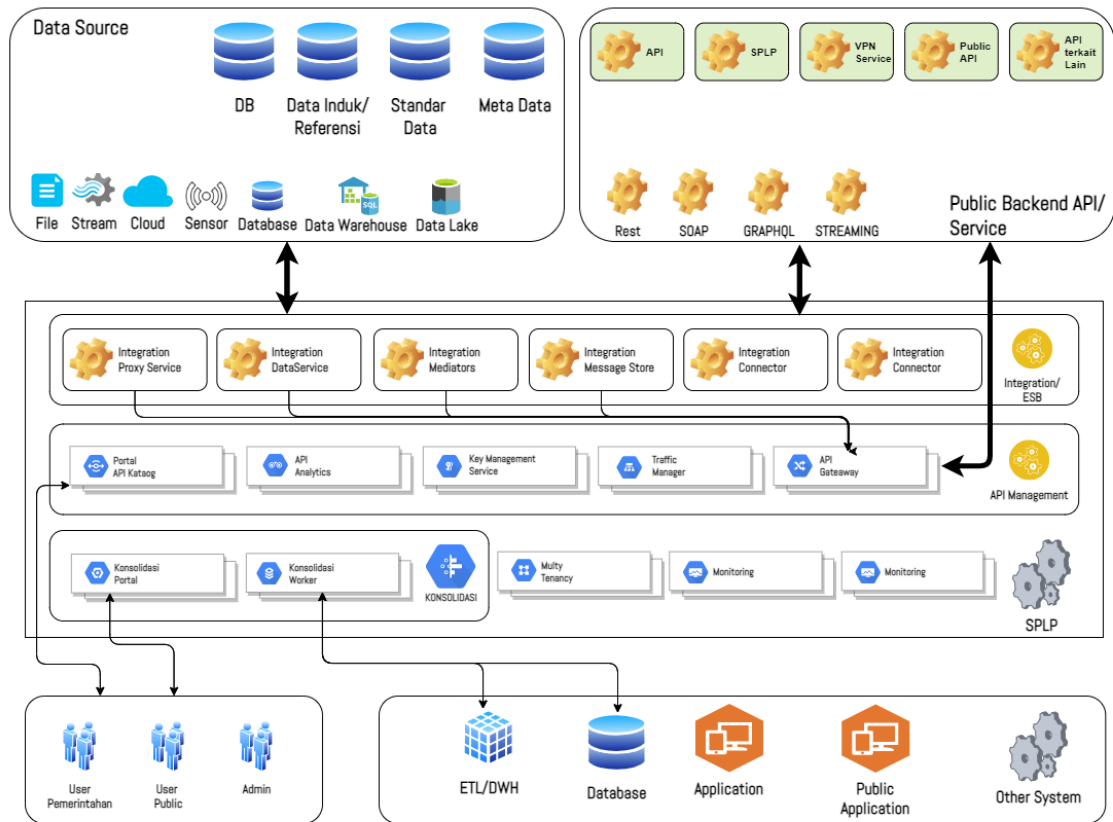 Data Source
DB
Data Induk/
Referensi
Standar
Data
Meta Data
File
Stream
Cloud
Sensor
Database
SQL
Data Warehouse
Data Lake
API
SPLP
VPN
Service
Public
API
API
terkait
Lain
Rest
SOAP
GRAPHQL
STREAMING
Public Backend API/
Service
Integration
Proxy Service
Integration
DataService
Integration
Mediators
Integration
Message Store
Integration
Connector
Integration
Connector
Integration/
ESB
Portal
API Kataog
API
Analytics
Key Management
Service
Traffic
Manager
API
Gateaway
API Management
Konsolidasi
Portal
Konsolidasi
Worker
KONSOLIDASI
Multy
Tenancy
Monitoring
Monitoring
SPLP
User
Pemerintahan
User
Public
Admin
ETL/DWH
Database
Application
Public
Application
Other System